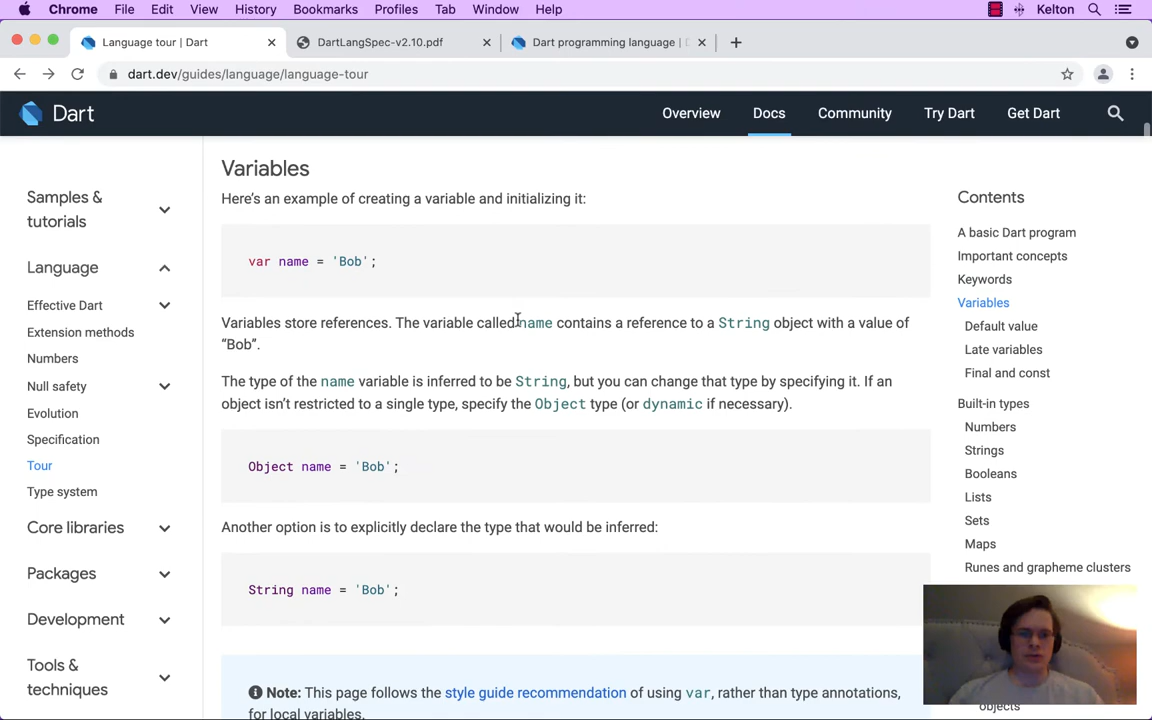 Chrome File Edit View History Bookmarks Profiles Tab Window Help Kelton
Language tour | Dart
DartLangSpec-v2.10.pdf
Dart programming language |
dart.dev/guides/language/language-tour
Dart
Overview Docs Community Try Dart Get Dart
Samples &
tutorials
Language
Effective Dart
Extension methods
Numbers
Null safety
Evolution
Specification
Tour
Type system
Core libraries
Packages
Development
Tools &
techniques
Variables
Here's an example of creating a variable and initializing it:
var name = 'Bob';
Variables store references. The variable called name contains a reference to a String object with a value of
“Bob”.
The type of the name variable is inferred to be String, but you can change that type by specifying it. If an
object isn't restricted to a single type, specify the Object type (or dynamic if necessary).
Object name = 'Bob';
Another option is to explicitly declare the type that would be inferred:
String name = 'Bob';
Note: This page follows the style guide recommendation of using var, rather than type annotations,
for local variables.
Contents
A basic Dart program
Important concepts
Keywords
Variables
Default value
Late variables
Final and const
Built-in types
Numbers
Strings
Booleans
Lists
Sets
Maps
Runes and grapheme clusters
objects